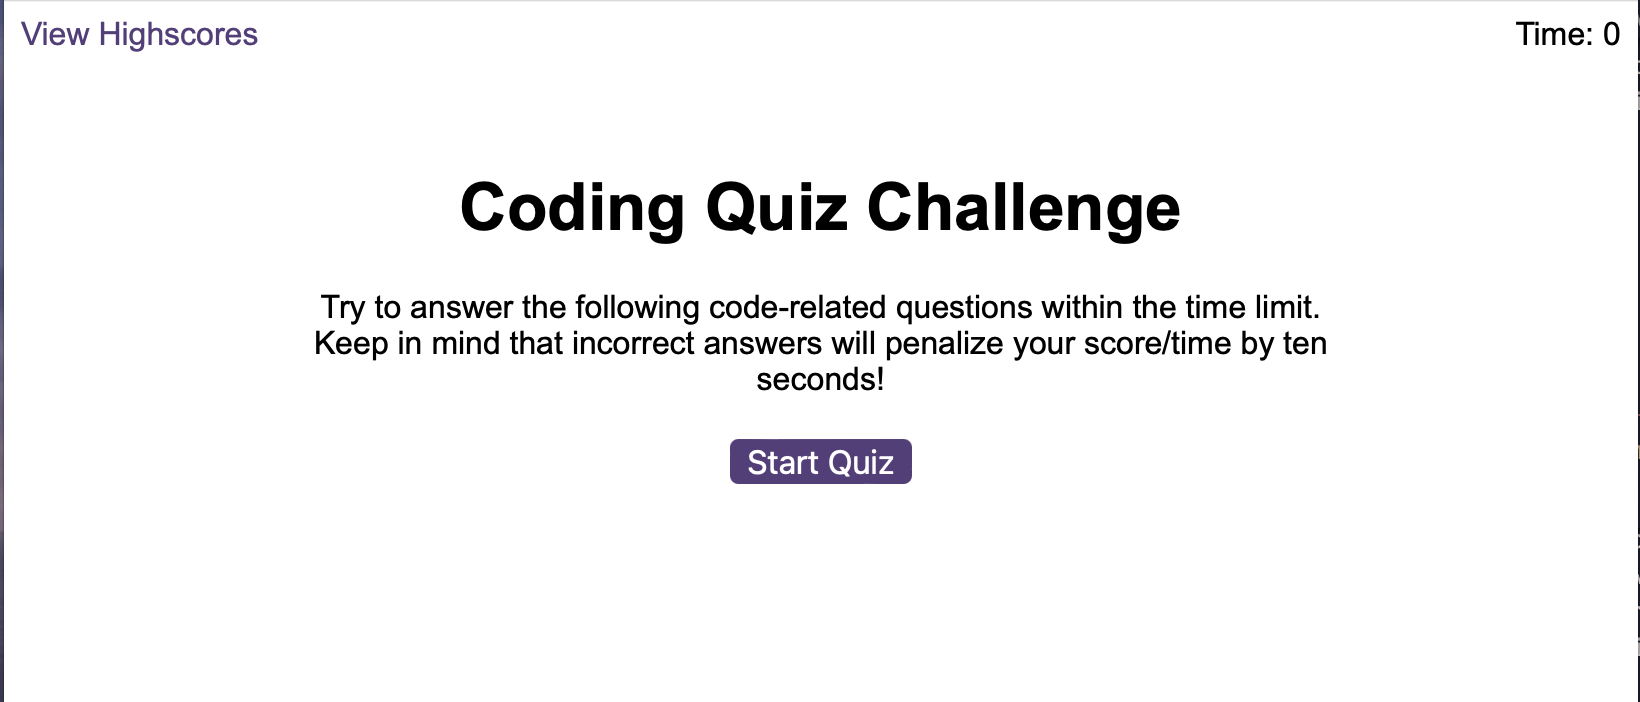 View Highscores
Time: 0
Coding Quiz Challenge
Try to answer the following code-related questions within the time limit.
Keep in mind that incorrect answers will penalize your score/time by ten
seconds!
Start Quiz